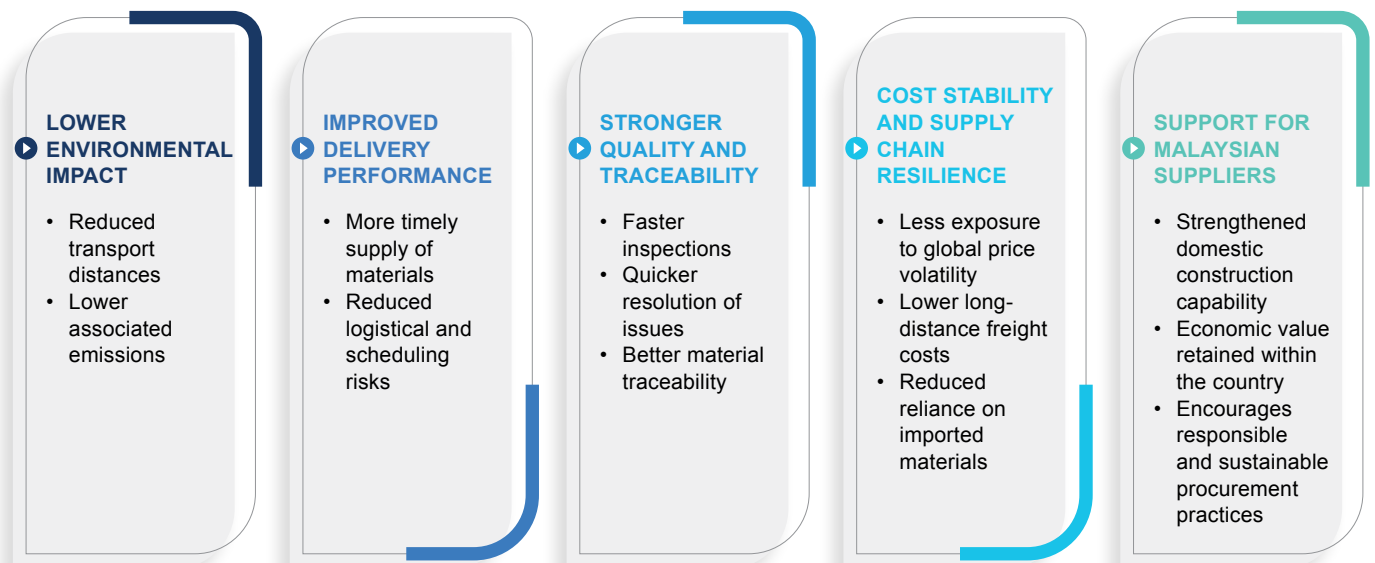 LOWER
ENVIRONMENTAL
IMPACT
• Reduced
transport
distances
• Lower
associated
emissions
IMPROVED
DELIVERY
PERFORMANCE
• More timely
supply of
materials
• Reduced
logistical and
scheduling
risks
STRONGER
QUALITY AND
TRACEABILITY
• Faster
inspections
• Quicker
resolution of
issues
• Better material
traceability
COST STABILITY
AND SUPPLY
CHAIN
RESILIENCE
• Less exposure
to global price
volatility
• Lower long-
distance freight
costs
• Reduced
reliance on
imported
materials
SUPPORT FOR
MALAYSIAN
SUPPLIERS
• Strengthened
domestic
construction
capability
• Economic value
retained within
the country
• Encourages
responsible
and sustainable
procurement
practices